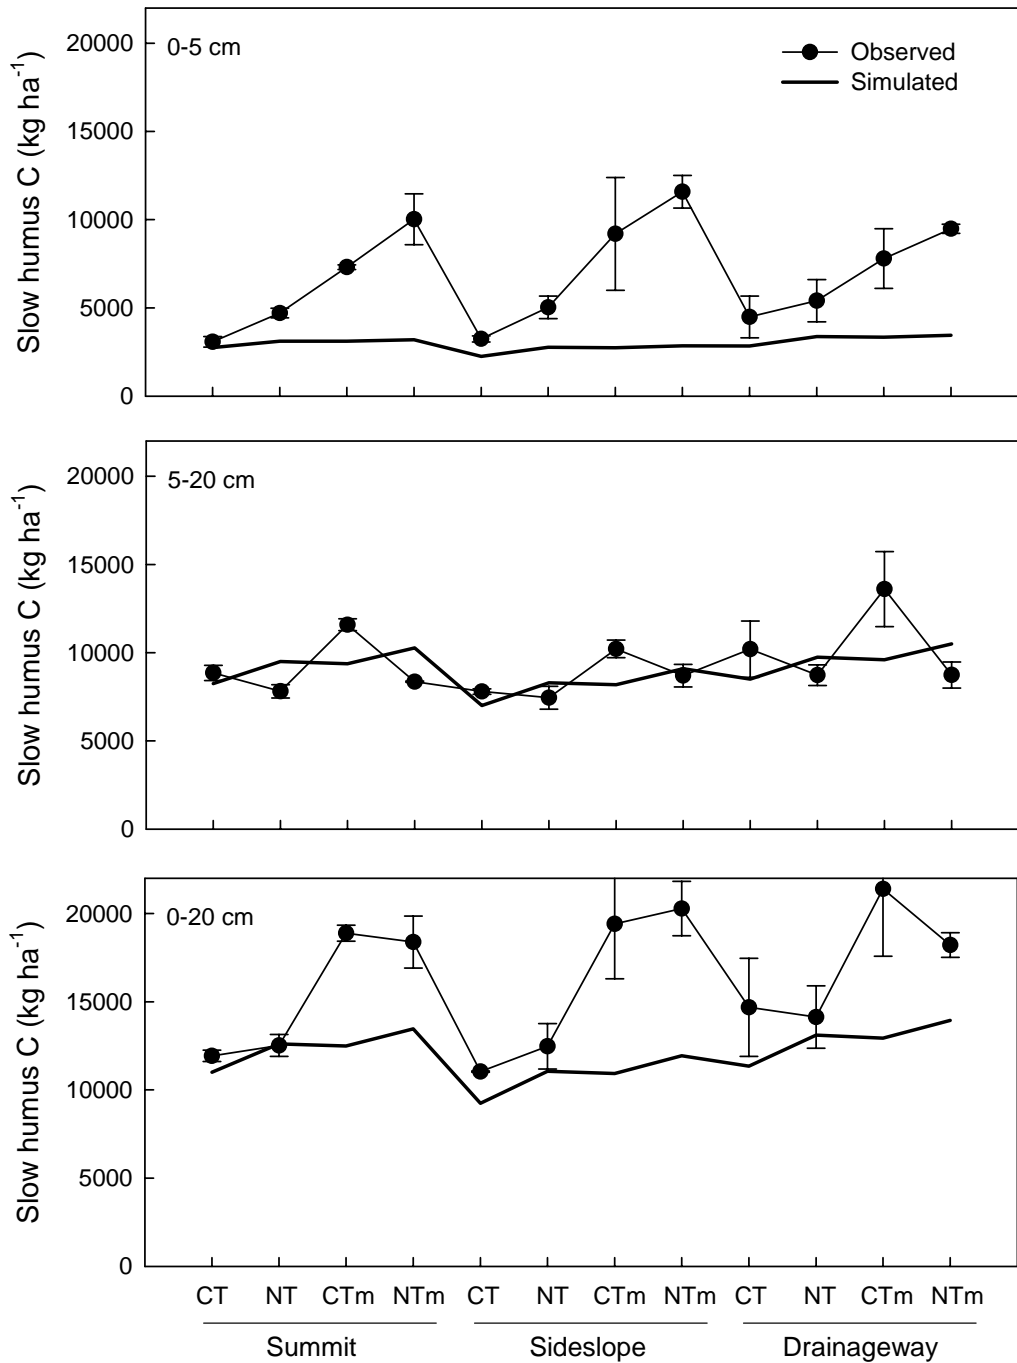 0-5 cm
Observed
Simulated
20000
15000
10000
5000
0
Slow humus C (kg ha⁻¹)
5-20 cm
20000
15000
10000
5000
0
Slow humus C (kg ha⁻¹)
0-20 cm
20000
15000
10000
5000
0
Slow humus C (kg ha⁻¹)
CT NT CTm NTm CT NT CTm NTm CT NT CTm NTm
Summit Sideslope Drainageway